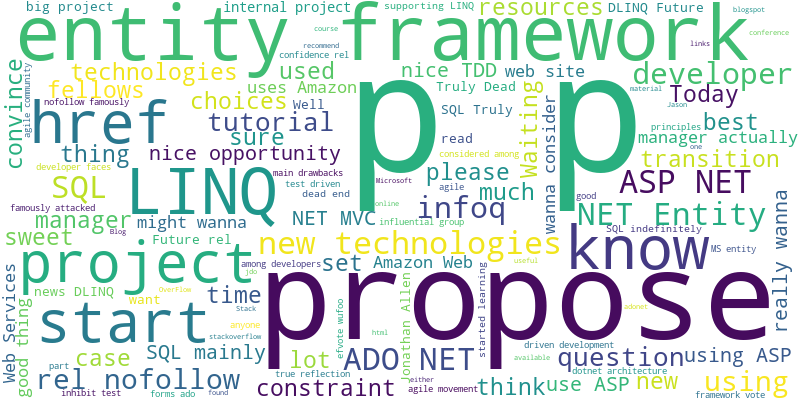 big project
internal project
supporting LINQ
resources
DLINQ Future
blogspot
entity framework
course
recommend
confidence rel
conference
links
technologies
used
nice TDD
web site
developer
convince
agile community
fellows
uses Amazon
Truly Dead
Today
nofollow famously
choices
Well
SQL Truly
material
Jason
href
tutorial
p p
Waiting
wanna consider
best
sure
read
principles
manager actually
thing
nice opportunity
considered among
one
transition
developer faces
main drawbacks
please
SQL
LINQ
test driven
Microsoft
agile
much
good
ASP NET
dead end
famously attacked
online
infoq
NET Entity
manager
might wanna
NET MVC
influential group
SQL indefinitely
Blog
sweet
Future rel
new technologies
know
MS entity
really wanna
project
among developers
set
Amazon Web
jdo
Jonathan Allen
started learning
useful
Web Services
news DLINQ
time
propose
want
Overflow
efvote wufoo
Stack
adonet
start
anyone
good thing
stackoverflow
html
driven development
case
SQL mainly
lot
ADO NET
question
using ASP
part
available
dotnet architecture
true reflection
rel nofollow
constraint
either
think
use ASP
new
using
inhibit test
forms ado
found
agile movement
framework vote